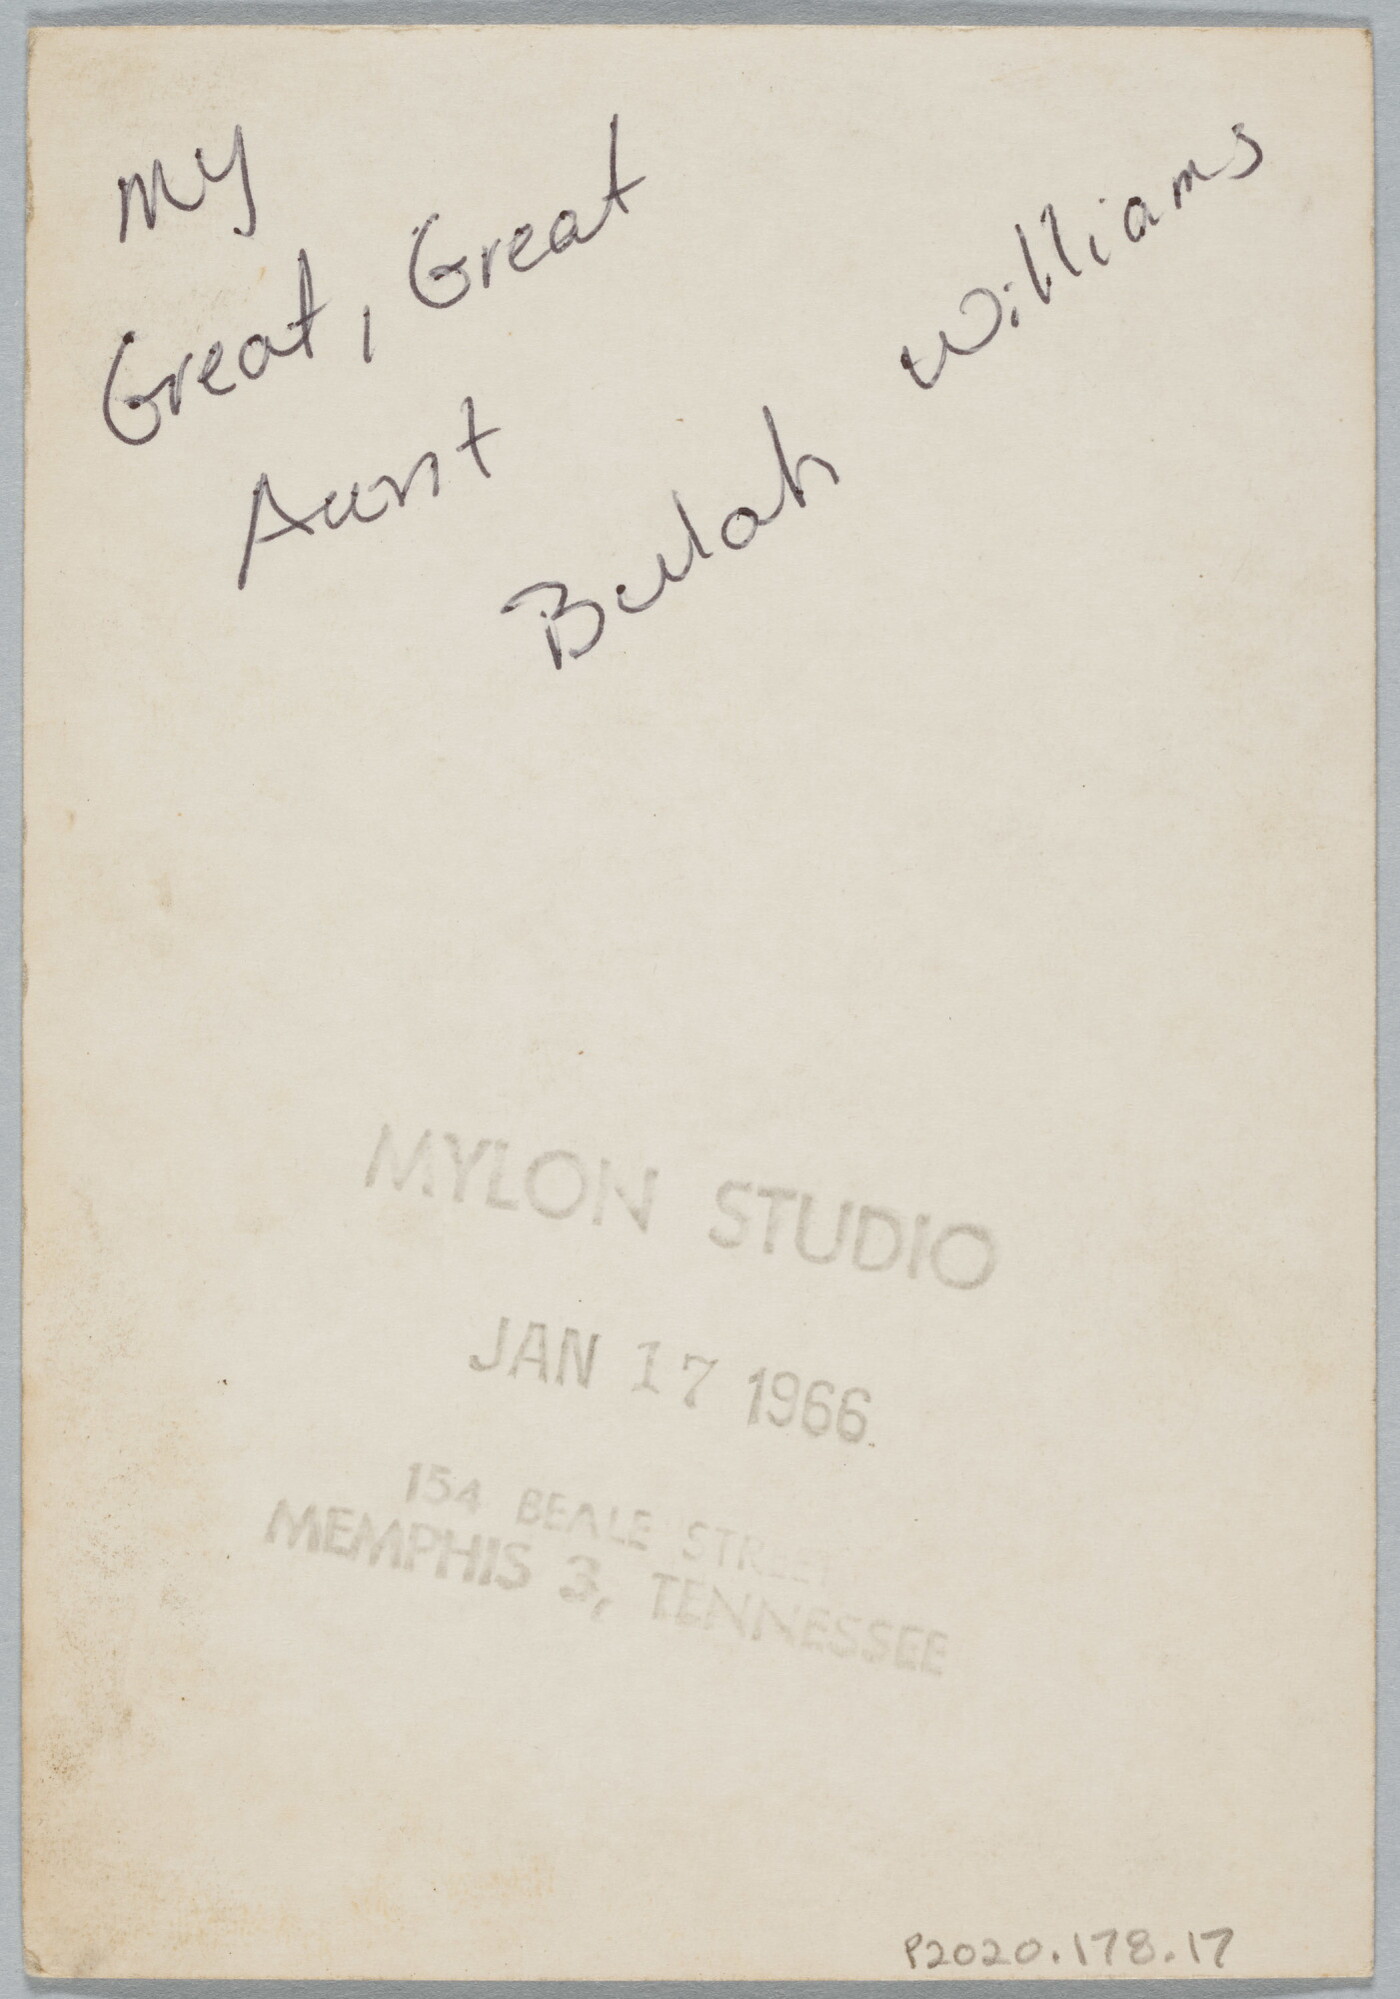 My
Great, Great
Aunt
Beulah Williams
MYLON STUDIO
JAN 17 1966
154 BEALE STREET
MEMPHIS 3, TENNESSEE
P2020.178.17